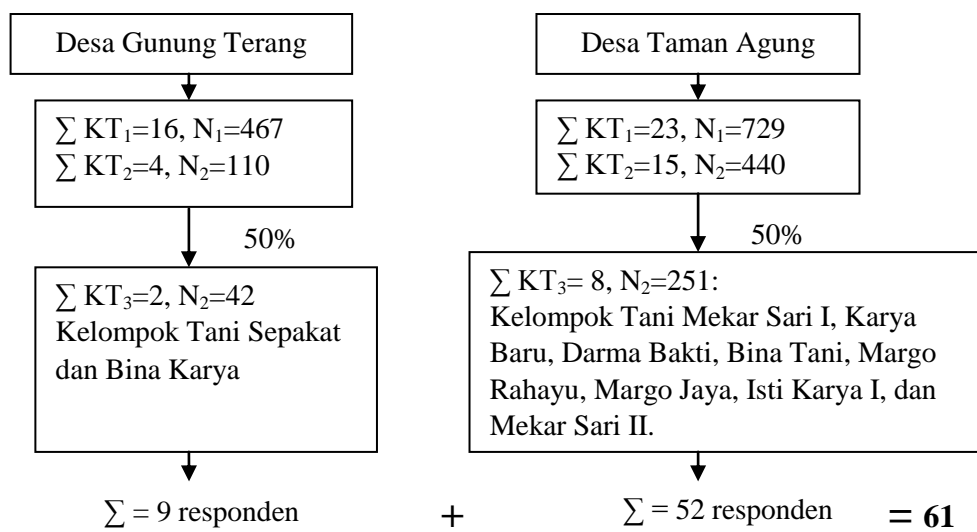 Desa Gunung Terang
∑ KT₁=16, N₁=467
∑ KT₂=4, N₂=110
50%
∑ KT₃=2, N₂=42
Kelompok Tani Sepakat
dan Bina Karya
∑ = 9 responden
+
Desa Taman Agung
∑ KT₁=23, N₁=729
∑ KT₂=15, N₂=440
50%
∑ KT₃= 8, N₂=251:
Kelompok Tani Mekar Sari I, Karya
Baru, Darma Bakti, Bina Tani, Margo
Rahayu, Margo Jaya, Isti Karya I, dan
Mekar Sari II.
∑ = 52 responden
= 61